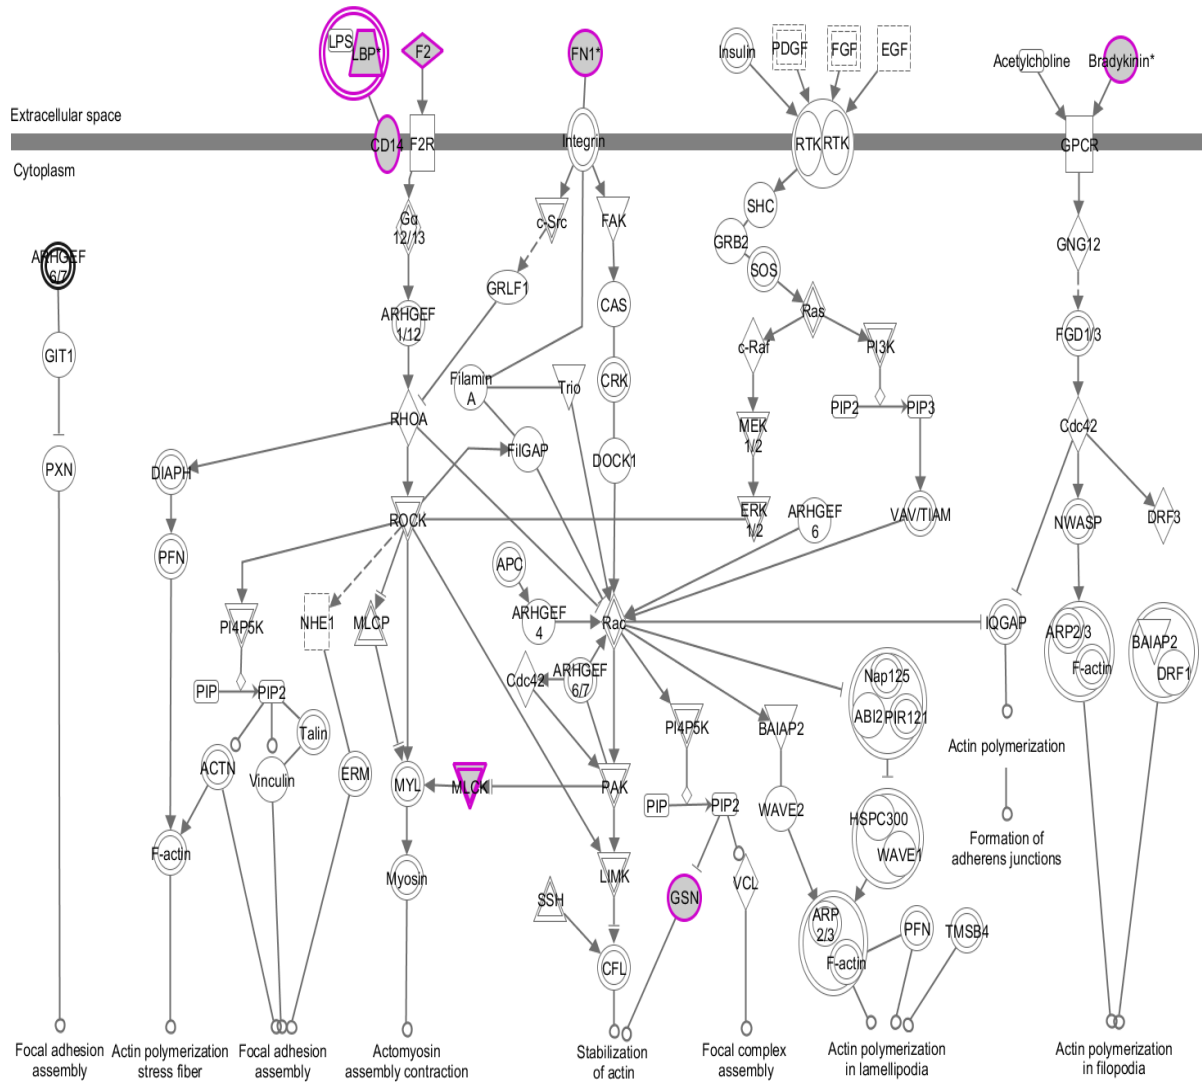 LPS
LBP*
F2
FN1*
Insulin
PDGF
FGF
EGF
Acetylcholine
Bradykinin*
Extracellular space
CD14
F2R
Integrin
RTK
RTK
GPCR
Cytoplasm
Gα
12/13
c-Src
FAK
SHC
GRB2
SOS
GNG12
ARHGEF
6/7
GRLF1
CAS
Ras
ARHGEF
1/12
FGD1/3
GIT1
c-Raf
PI3K
Filamin
A
Trio
CRK
PIP2
PIP3
RHOA
MEK
1/2
Cdc42
PXN
DIAPH
FilGAP
DOCK1
ROCK
ERK
1/2
ARHGEF
6
VAV/TIAM
NWASP
DRF3
PFN
APC
PI4P5K
NHE1
MLCP
ARHGEF
4
Rac
IQGAP
ARP2/3
F-actin
BAIAP2
DRF1
Cdc42
ARHGEF
6/7
Nap125
ABI2
PIR121
PIP
PIP2
Talin
PI4P5K
BAIAP2
Actin polymerization
ACTN
Vinculin
ERM
MYL
MLCK
PAK
PIP
PIP2
WAVE2
HSPC300
WAVE1
Formation of
adherens junctions
F-actin
Myosin
LIMK
SSH
GSN
VCL
ARP
2/3
F-actin
PFN
TMSB4
CFL
Focal adhesion
assembly
Actin polymerization
stress fiber
Focal adhesion
assembly
Actomyosin
assembly contraction
Stabilization
of actin
Focal complex
assembly
Actin polymerization
in lamellipodia
Actin polymerization
in filopodia